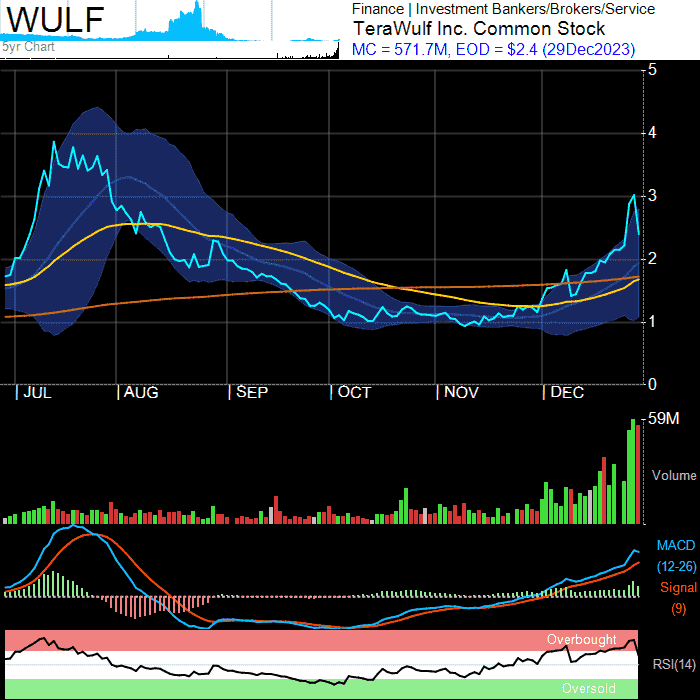 WULF
5yr Chart
Finance | Investment Bankers/Brokers/Service
TeraWulf Inc. Common Stock
MC = 571.7M, EOD = $2.4 (29Dec2023)
5
4
3
2
1
0
JUL AUG SEP OCT NOV DEC
59M
Volume
MACD
(12-26)
Signal
(9)
Overbought
RSI(14)
Oversold